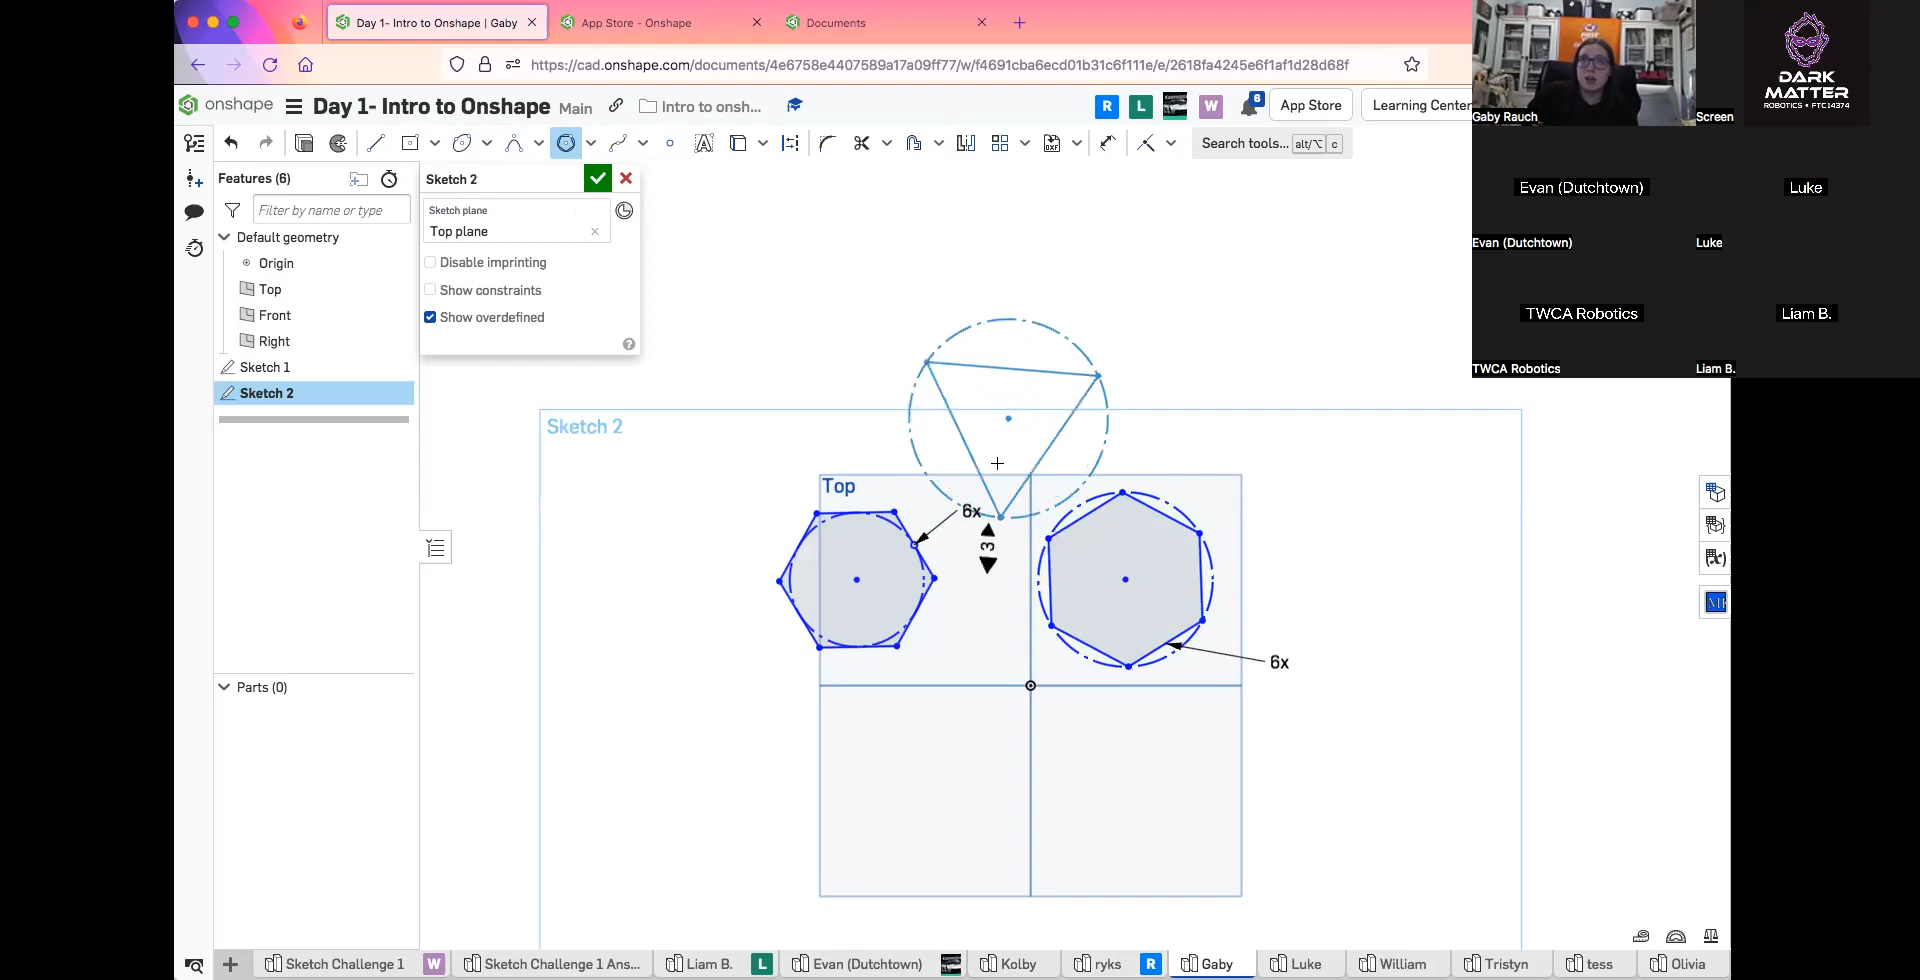 Day 1- Intro to Onshape | Gaby
App Store - Onshape
Documents
https://cad.onshape.com/documents/4e6758e4407589a17a09ff77/w/f4691cba6ecd01b31c6f111e/e/2618fa4245e6f1af1d28d68f
onshape
Day 1- Intro to Onshape
Main
Intro to onsh...
R
L
W
6
App Store
Learning Center
Search tools...
alt/⌥
c
Features (6)
Filter by name or type
Default geometry
Origin
Top
Front
Right
Sketch 1
Sketch 2
Parts (0)
Sketch 2
Sketch plane
Top plane
Disable imprinting
Show constraints
Show overdefined
Sketch 2
Top
6x
3
6x
Gaby Rauch
Screen
DARK
MATTER
ROBOTICS • FTC14374
Evan (Dutchtown)
Luke
Evan (Dutchtown)
Luke
TWCA Robotics
Liam B.
TWCA Robotics
Liam B.
Sketch Challenge 1
W
Sketch Challenge 1 Ans...
Liam B.
L
Evan (Dutchtown)
Kolby
ryks
R
Gaby
Luke
William
Tristyn
tess
Olivia